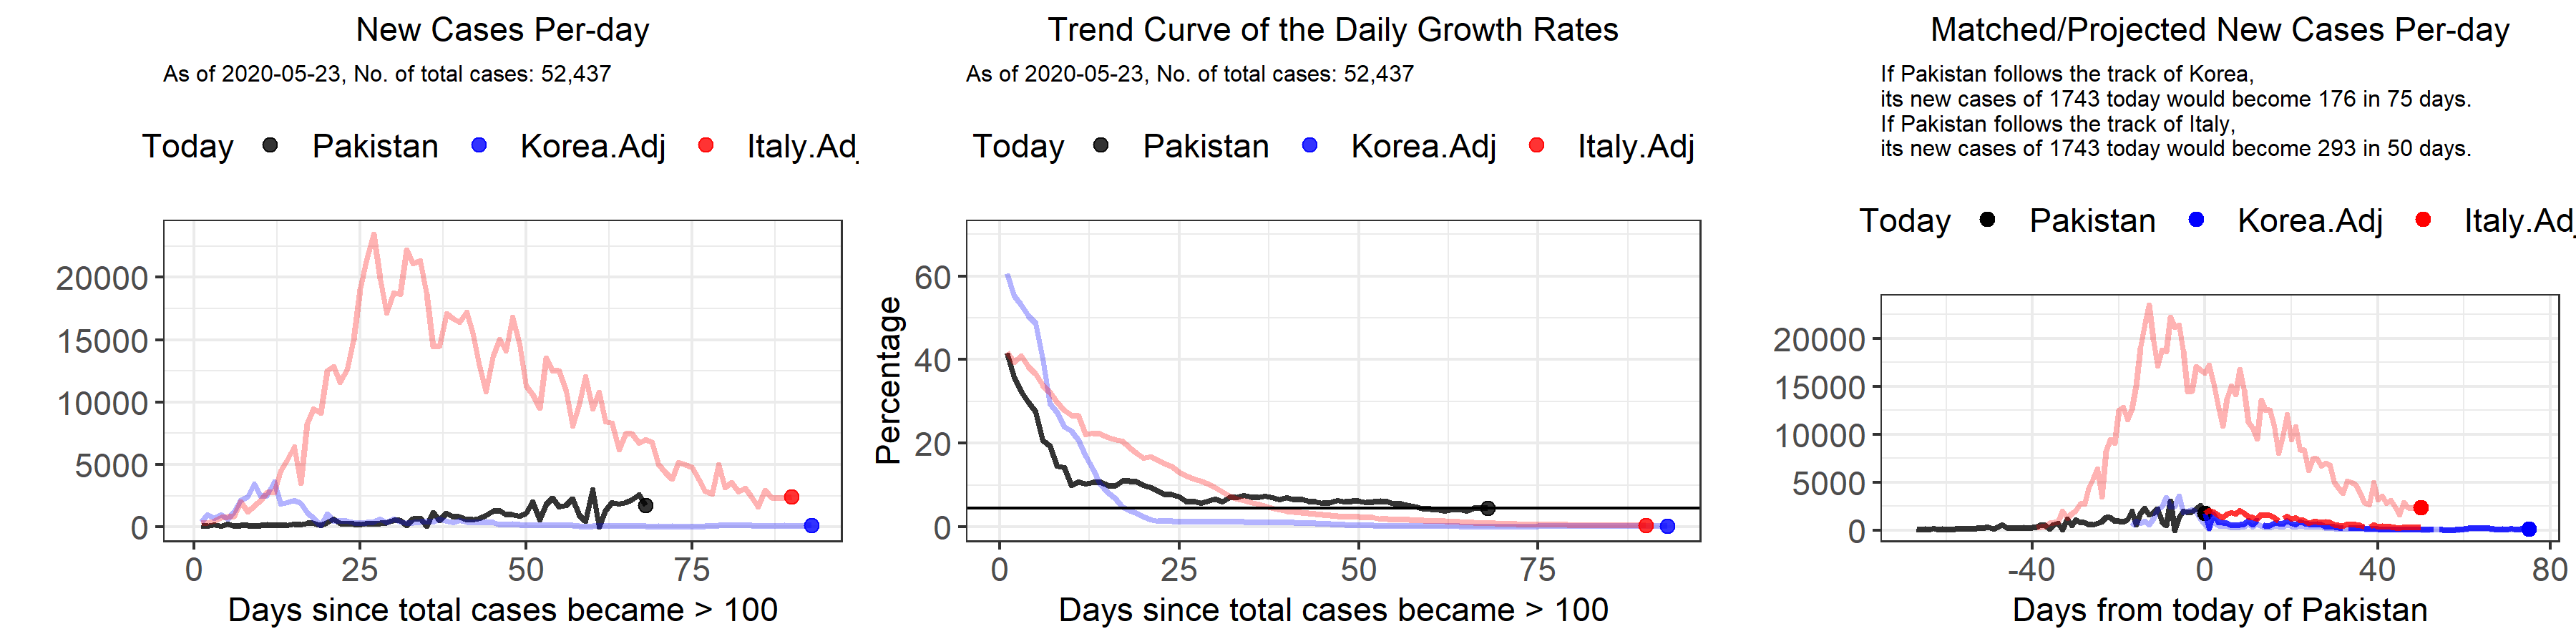 New Cases Per-day
As of 2020-05-23, No. of total cases: 52,437
Today Pakistan Korea.Adj Italy.Adj
20000
15000
10000
5000
0
0 25 50 75
Days since total cases became > 100
Trend Curve of the Daily Growth Rates
As of 2020-05-23, No. of total cases: 52,437
Today Pakistan Korea.Adj Italy.Adj
Percentage
60
40
20
0
0 25 50 75
Days since total cases became > 100
Matched/Projected New Cases Per-day
If Pakistan follows the track of Korea,
its new cases of 1743 today would become 176 in 75 days.
If Pakistan follows the track of Italy,
its new cases of 1743 today would become 293 in 50 days.
Today Pakistan Korea.Adj Italy.Adj
20000
15000
10000
5000
0
-40 0 40 80
Days from today of Pakistan